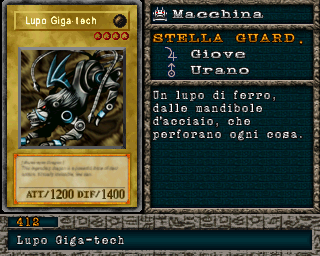 Lupo Giga-tech
ATT/1200 DIF/1400
Macchina
STELLA GUARD.
Giove
Urano
Un lupo di ferro,
dalle mandibole
d'acciaio, che
perforano ogni cosa.
412
Lupo Giga-tech